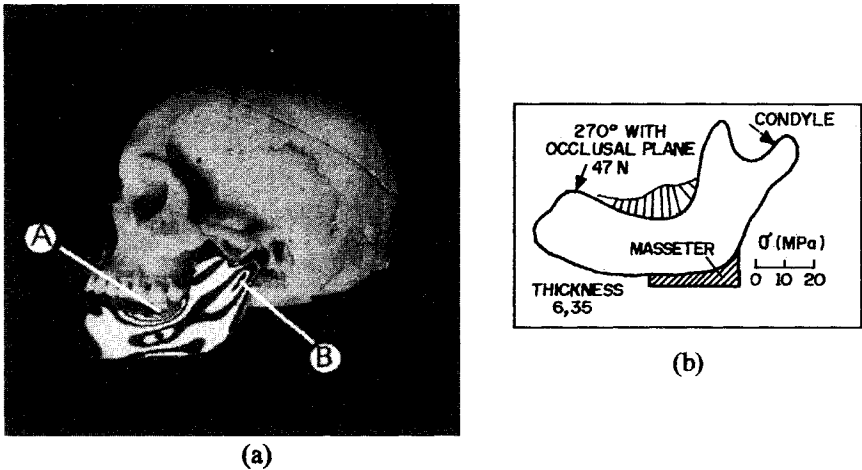 A
B
(a)
CONDYLE
270° WITH
OCCLUSAL PLANE
47 N
MASSETER
σ (MPa)
0 10 20
THICKNESS
6,35
(b)